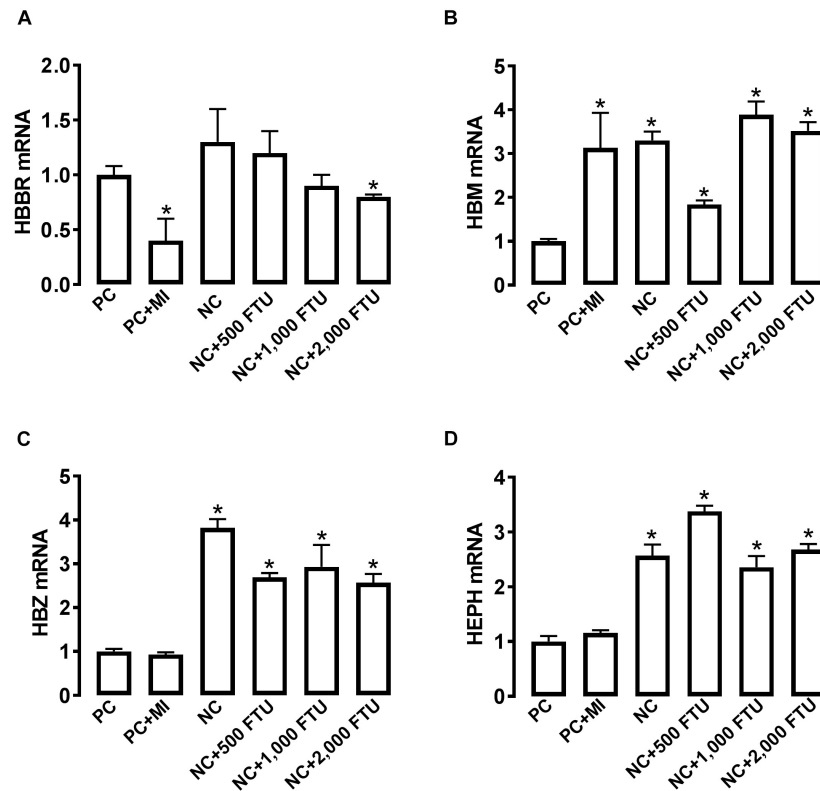 A
HBBR mRNA
2.0
1.5
1.0
0.5
0.0
*
*
PC
PC+MI
NC
NC+500 FTU
NC+1,000 FTU
NC+2,000 FTU
B
HBM mRNA
5
4
3
2
1
0
*
*
*
*
*
PC
PC+MI
NC
NC+500 FTU
NC+1,000 FTU
NC+2,000 FTU
C
HBZ mRNA
5
4
3
2
1
0
*
*
*
*
PC
PC+MI
NC
NC+500 FTU
NC+1,000 FTU
NC+2,000 FTU
D
HEPH mRNA
4
3
2
1
0
*
*
*
*
PC
PC+MI
NC
NC+500 FTU
NC+1,000 FTU
NC+2,000 FTU